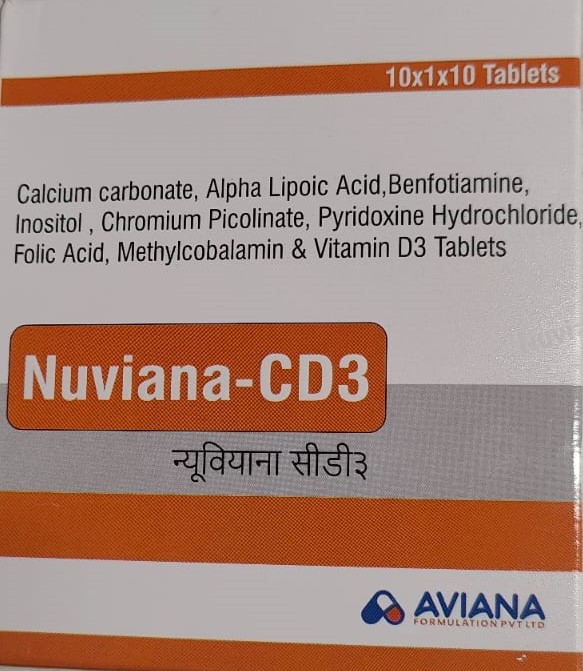 10x1x10 Tablets
Calcium carbonate, Alpha Lipoic Acid,Benfotiamine,
Inositol , Chromium Picolinate, Pyridoxine Hydrochloride,
Folic Acid, Methylcobalamin & Vitamin D3 Tablets
Nuviana-CD3
न्यूवियाना सीडी३
AVIANA
FORMULATION PVT LTD